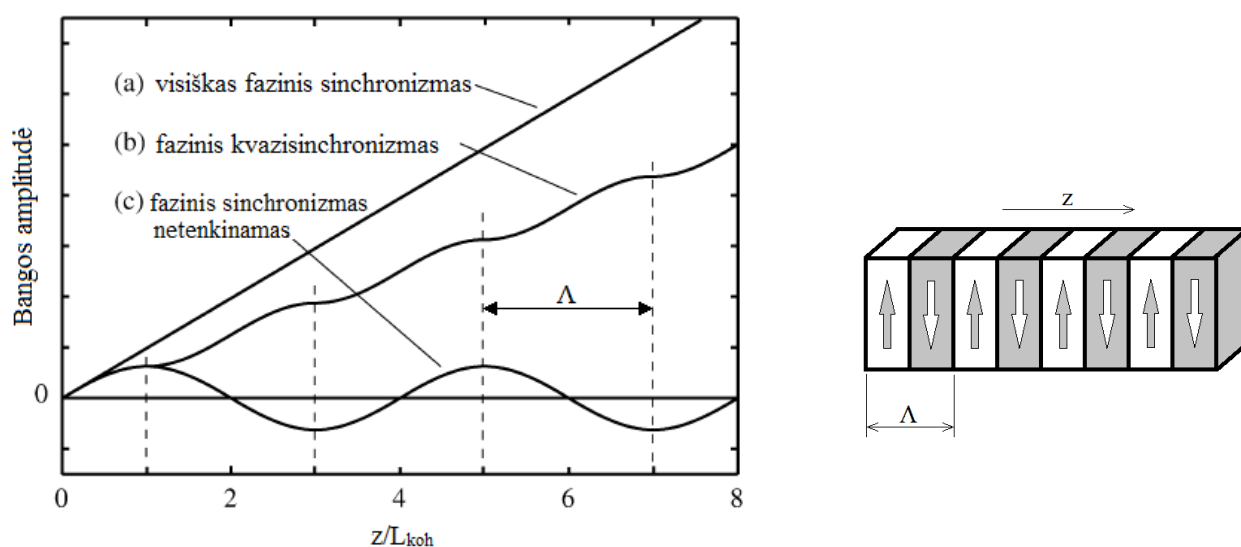 (a) visiškas fazinis sinchronizmas
(b) fazinis kvazisinchronizmas
(c) fazinis sinchronizmas
netenkinamas
Λ
Bangos amplitudė
0
0
2
4
6
8
z/Lkoh
z
Λ